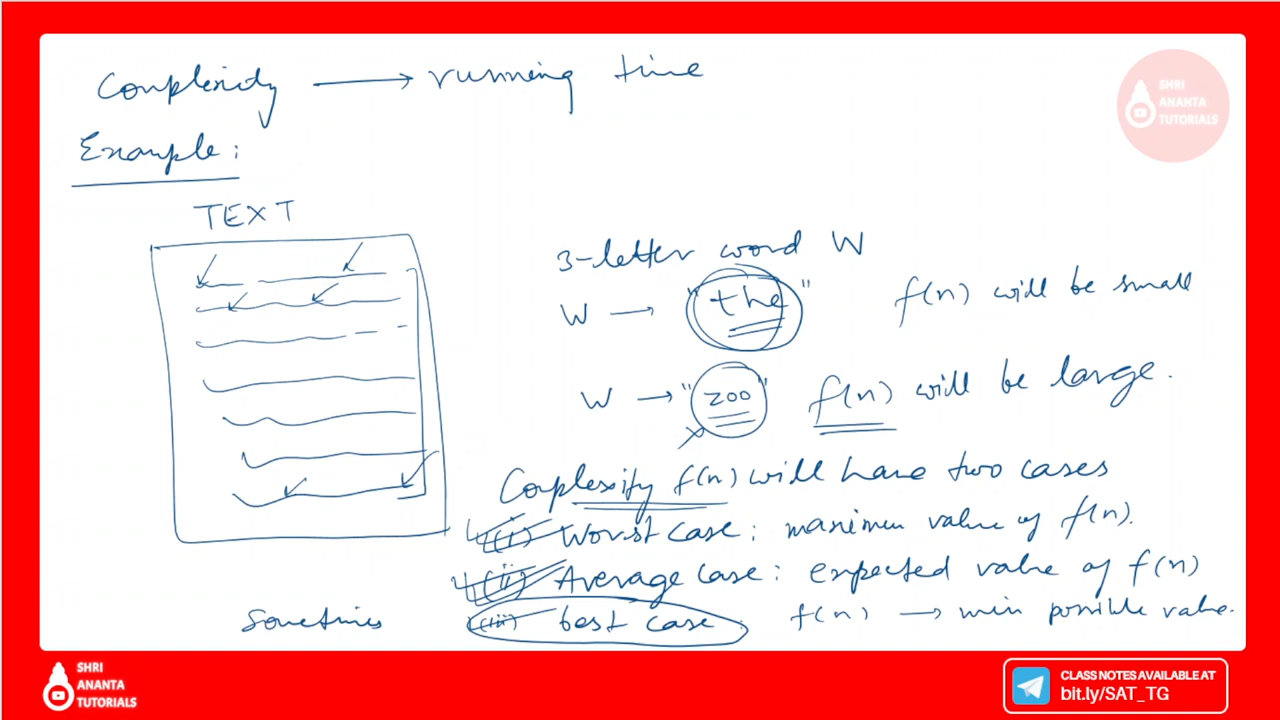 Complexity → running time
SHRI
ANANTA
TUTORIALS
Example:
TEXT
3-letter word W
W → "the" f(n) will be small
W → "zoo" f(n) will be large.
Complexity f(n) will have two cases
(i) Worst case: maximum value of f(n).
(ii) Average case: expected value of f(n)
Sometimes (iii) best case f(n) → min possible value.
SHRI
ANANTA
TUTORIALS
CLASS NOTES AVAILABLE AT
bit.ly/SAT_TG